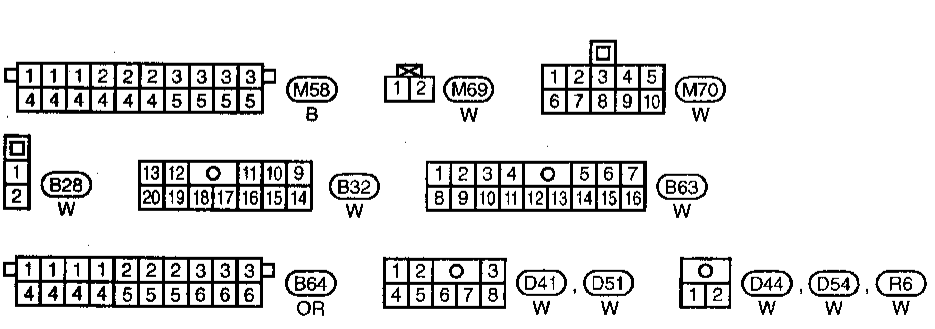 1 1 1 2 2 2 3 3 3 3
4 4 4 4 4 4 5 5 5 5
M58
B
1 2
M69
W
1 2 3 4 5
6 7 8 9 10
M70
W
1
2
B28
W
13 12 11 10 9
20 19 18 17 16 15 14
B32
W
1 2 3 4 5 6 7
8 9 10 11 12 13 14 15 16
B63
W
1 1 1 1 2 2 2 3 3 3
4 4 4 4 5 5 5 6 6 6
B64
OR
1 2 3
4 5 6 7 8
D41 , D51
W W
1 2
D44 , D54 , R6
W W W